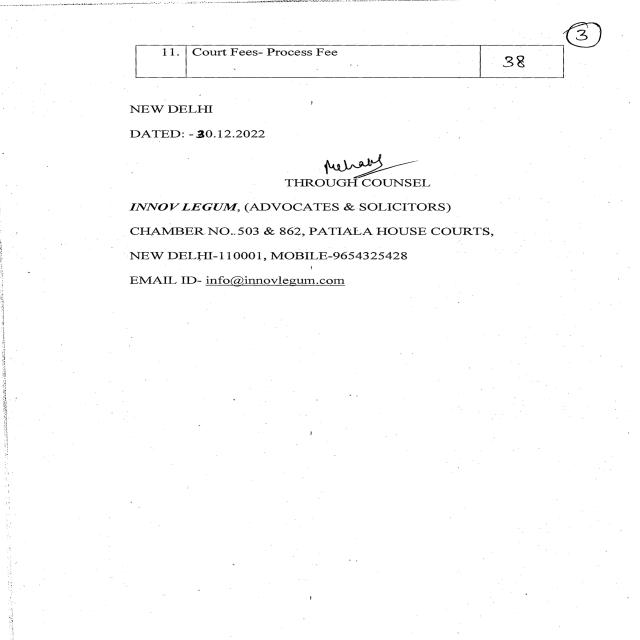 3
11. Court Fees- Process Fee 38
NEW DELHI
DATED: - 30.12.2022
THROUGH COUNSEL
INNOV LEGUM, (ADVOCATES & SOLICITORS)
CHAMBER NO. 503 & 862, PATIALA HOUSE COURTS,
NEW DELHI-110001, MOBILE-9654325428
EMAIL ID- info@innovlegum.com